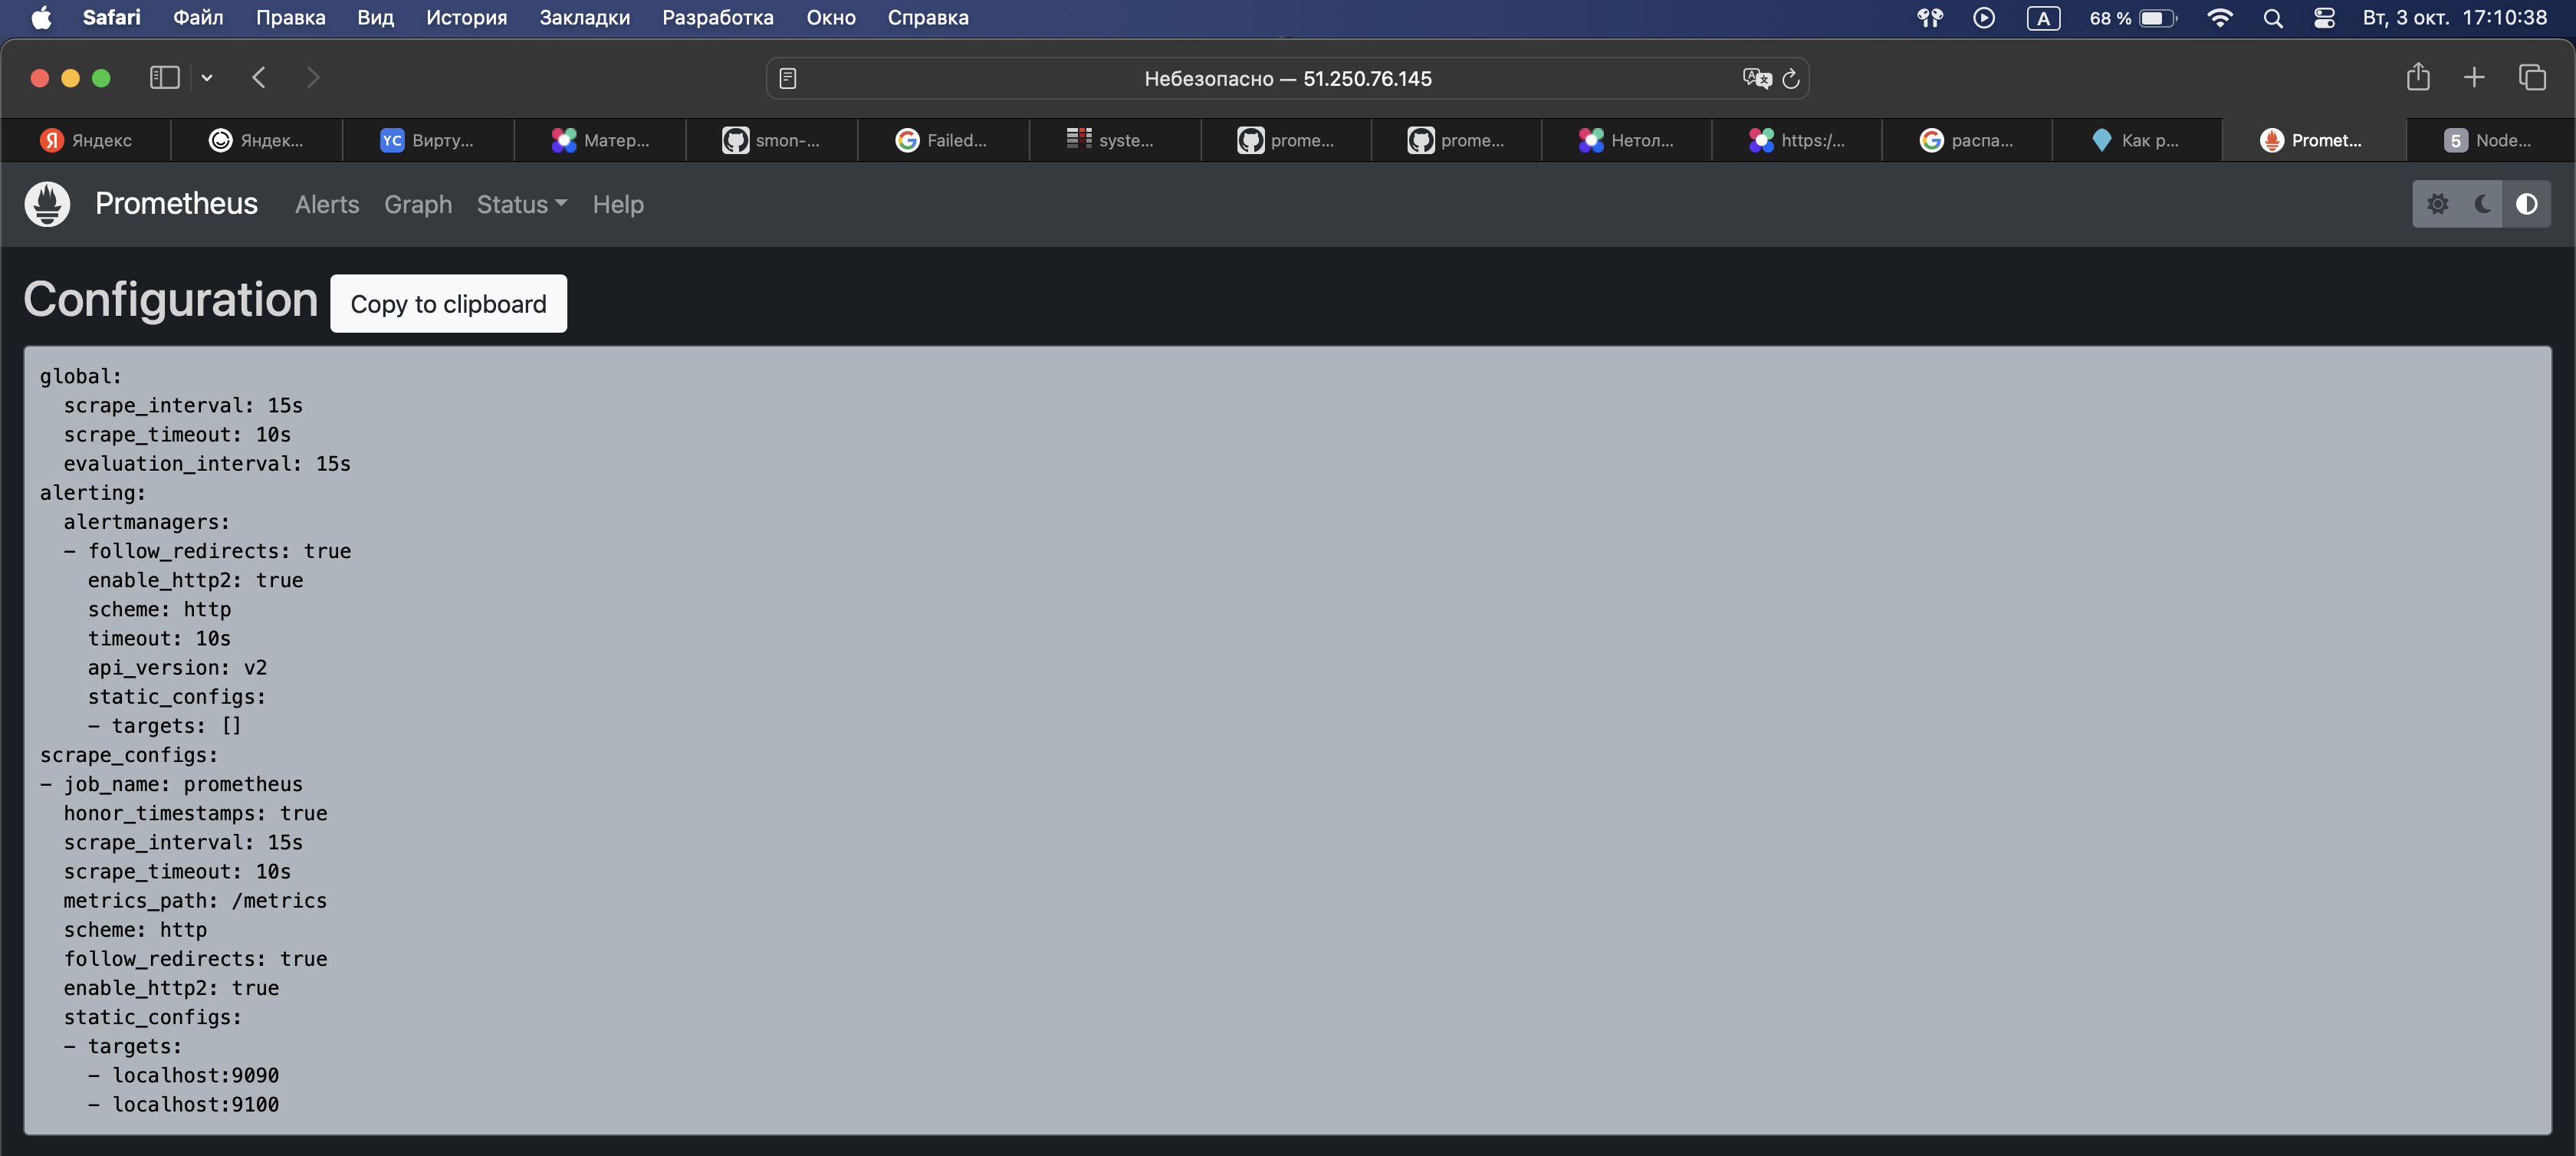 Safari Файл Правка Вид История Закладки Разработка Окно Справка A 68 % Вт, 3 окт. 17:10:38
Небезопасно — 51.250.76.145
Яндекс Яндек... YC Вирту... Матер... smon-... Failed... syste... prome... prome... Нетол... https:/... распа... Как р... Promet... 5 Node...
Prometheus Alerts Graph Status Help
Configuration Copy to clipboard
global:
  scrape_interval: 15s
  scrape_timeout: 10s
  evaluation_interval: 15s
alerting:
  alertmanagers:
  - follow_redirects: true
    enable_http2: true
    scheme: http
    timeout: 10s
    api_version: v2
    static_configs:
    - targets: []
scrape_configs:
- job_name: prometheus
  honor_timestamps: true
  scrape_interval: 15s
  scrape_timeout: 10s
  metrics_path: /metrics
  scheme: http
  follow_redirects: true
  enable_http2: true
  static_configs:
  - targets:
    - localhost:9090
    - localhost:9100